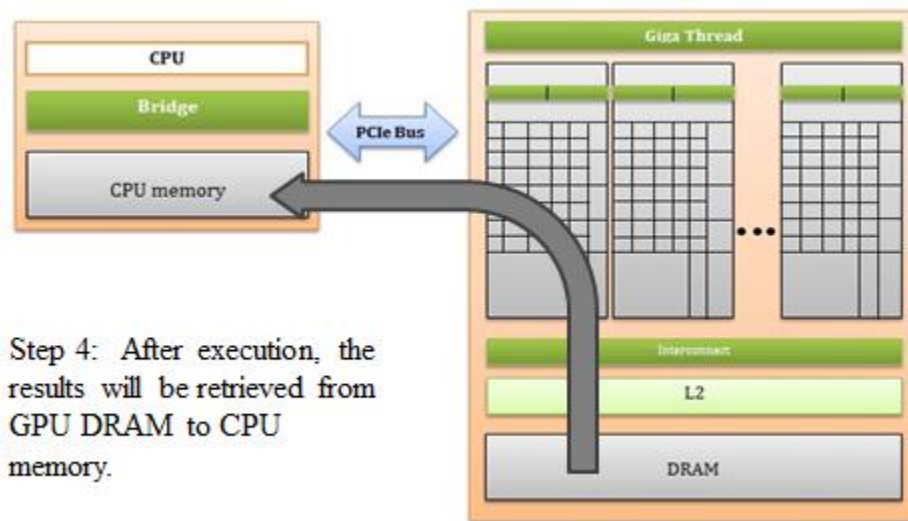 CPU
Bridge
CPU memory
PCIe Bus
Giga Thread
Interconnect
L2
DRAM
Step 4: After execution, the
results will be retrieved from
GPU DRAM to CPU
memory.